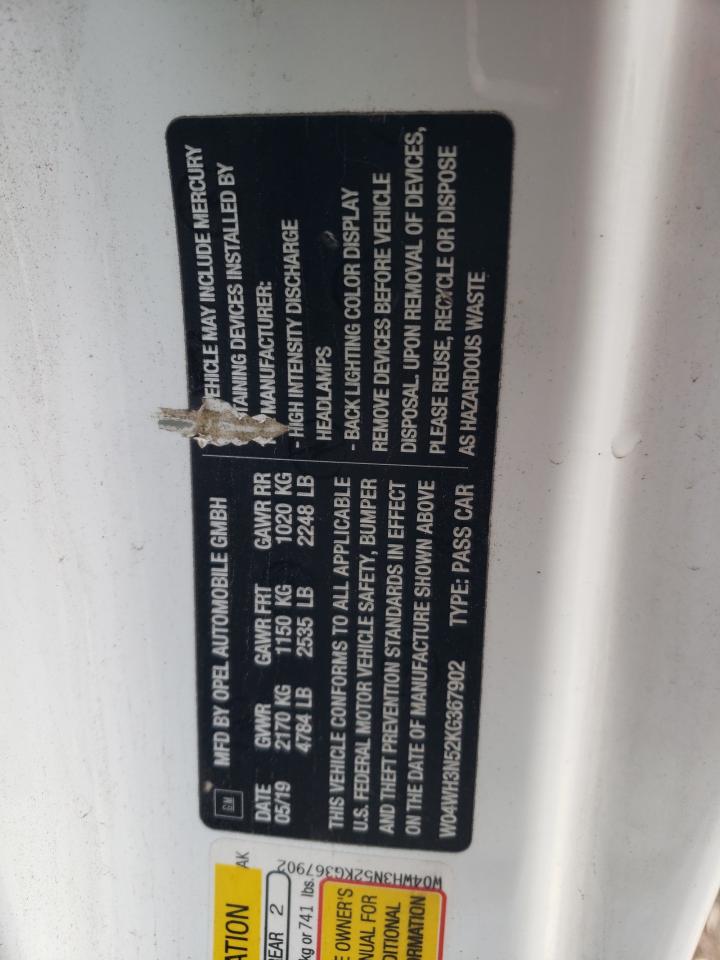 GM
MFD BY OPEL AUTOMOBILE GMBH
DATE GVWR GAWR FRT GAWR RR
05/19 2170 KG 1150 KG 1020 KG
4784 LB 2535 LB 2248 LB
THIS VEHICLE CONFORMS TO ALL APPLICABLE
U.S. FEDERAL MOTOR VEHICLE SAFETY, BUMPER
AND THEFT PREVENTION STANDARDS IN EFFECT
ON THE DATE OF MANUFACTURE SHOWN ABOVE
W04WH3N52KG367902 TYPE: PASS CAR
VEHICLE MAY INCLUDE MERCURY
TAINING DEVICES INSTALLED BY
MANUFACTURER:
- HIGH INTENSITY DISCHARGE
HEADLAMPS
- BACK LIGHTING COLOR DISPLAY
REMOVE DEVICES BEFORE VEHICLE
DISPOSAL. UPON REMOVAL OF DEVICES,
PLEASE REUSE, RECYCLE OR DISPOSE
AS HAZARDOUS WASTE
ATION
AK
REAR 2
kg or 741 lbs.
E OWNER'S
NUAL FOR
DITIONAL
ORMATION
W04WH3N52KG367902